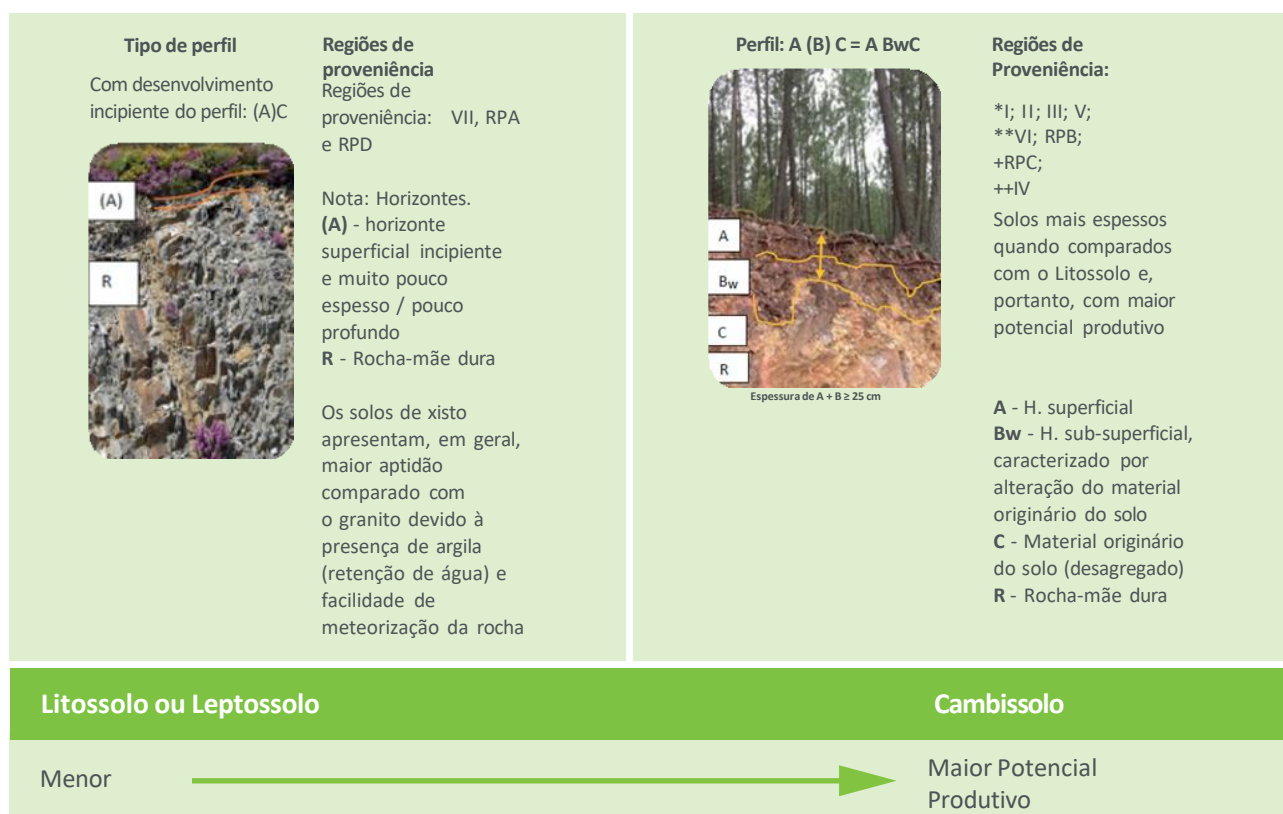 Tipo de perfil
Com desenvolvimento
incipiente do perfil: (A)C
(A)
R
Regiões de
proveniência
Regiões de
proveniência: VII, RPA
e RPD
Nota: Horizontes.
(A) - horizonte
superficial incipiente
e muito pouco
espesso / pouco
profundo
R - Rocha-mãe dura
Os solos de xisto
apresentam, em geral,
maior aptidão
comparado com
o granito devido à
presença de argila
(retenção de água) e
facilidade de
meteorização da rocha
Perfil: A (B) C = A BwC
A
Bw
C
R
Espessura de A + B ≥ 25 cm
Regiões de
Proveniência:
*I; II; III; V;
**VI; RPB;
+RPC;
++IV
Solos mais espessos
quando comparados
com o Litossolo e,
portanto, com maior
potencial produtivo
A - H. superficial
Bw - H. sub-superficial,
caracterizado por
alteração do material
originário do solo
C - Material originário
do solo (desagregado)
R - Rocha-mãe dura
Litossolo ou Leptossolo
Cambissolo
Menor
Maior Potencial
Produtivo